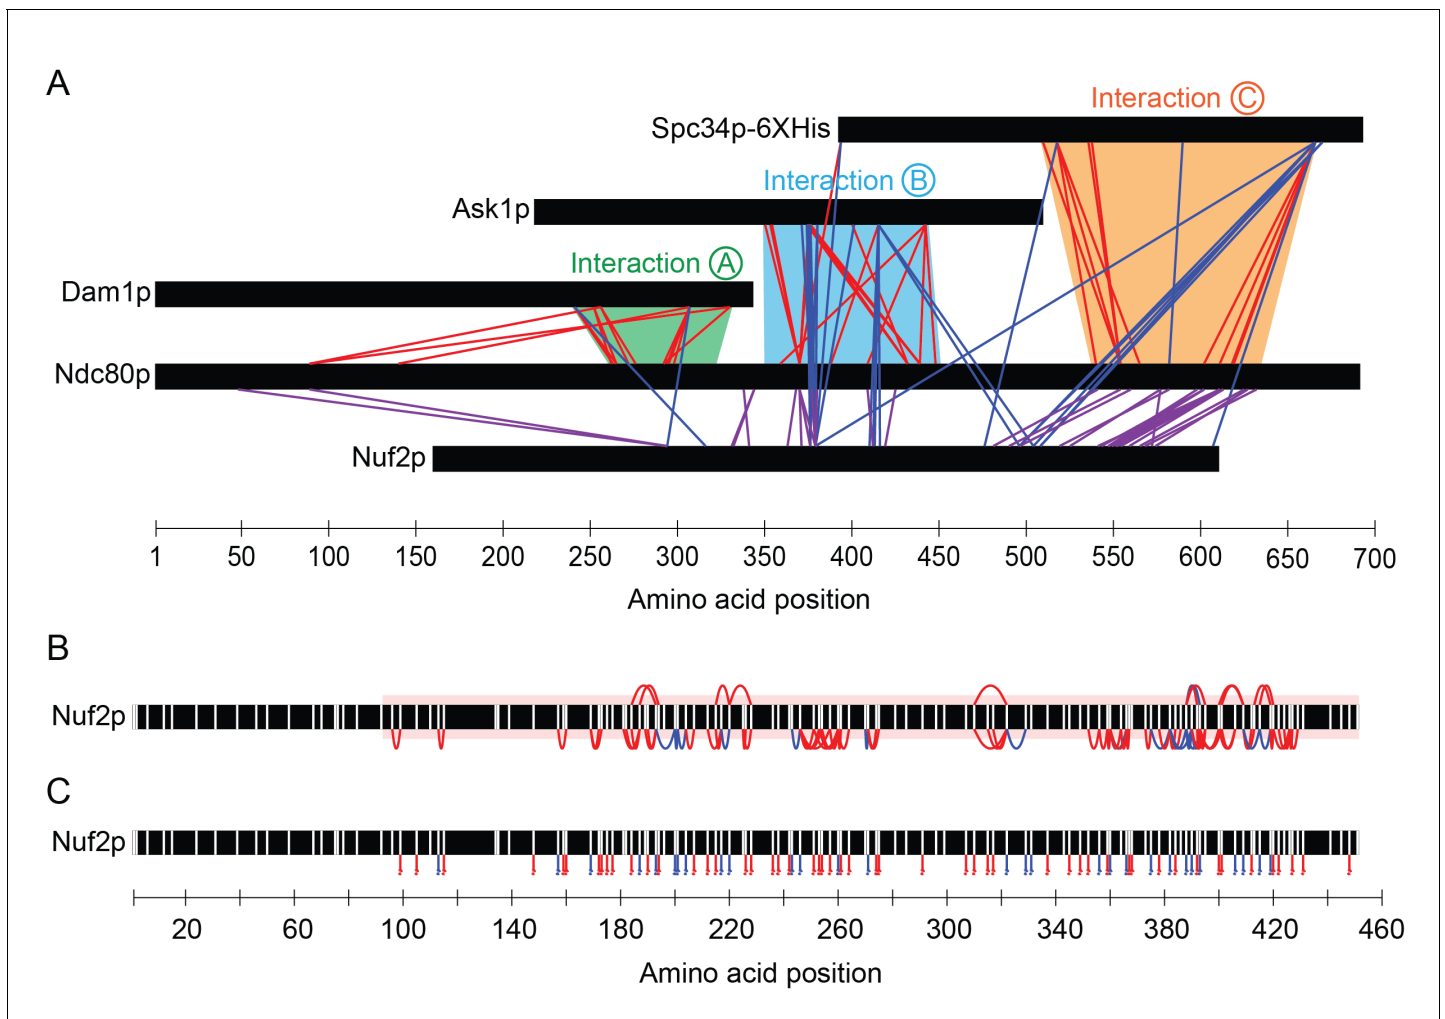 A
Interaction C
Spc34p-6XHis
Interaction B
Ask1p
Interaction A
Dam1p
Ndc80p
Nuf2p
1 50 100 150 200 250 300 350 400 450 500 550 600 650 700
Amino acid position
B
Nuf2p
C
Nuf2p
20 60 100 140 180 220 260 300 340 380 420 460
Amino acid position